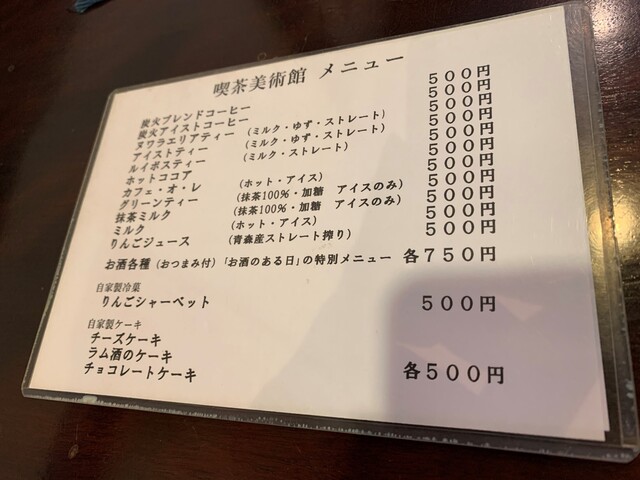 喫茶美術館 メニュー
炭火ブレンドコーヒー 500円
炭火アイストコーヒー 500円
ヌワラエリアティー (ミルク・ゆず・ストレート) 500円
アイストティー (ミルク・ゆず・ストレート) 500円
ルイボスティー (ミルク・ストレート) 500円
ホットココア 500円
カフェ・オ・レ (ホット・アイス) 500円
グリーンティー (抹茶100%・加糖 アイスのみ) 500円
抹茶ミルク (抹茶100%・加糖 アイスのみ) 500円
ミルク (ホット・アイス) 500円
りんごジュース (青森産ストレート搾り) 500円
お酒各種 (おつまみ付)「お酒のある日」の特別メニュー 各750円
自家製冷菓
りんごシャーベット 500円
自家製ケーキ
チーズケーキ
ラム酒のケーキ
チョコレートケーキ 各500円